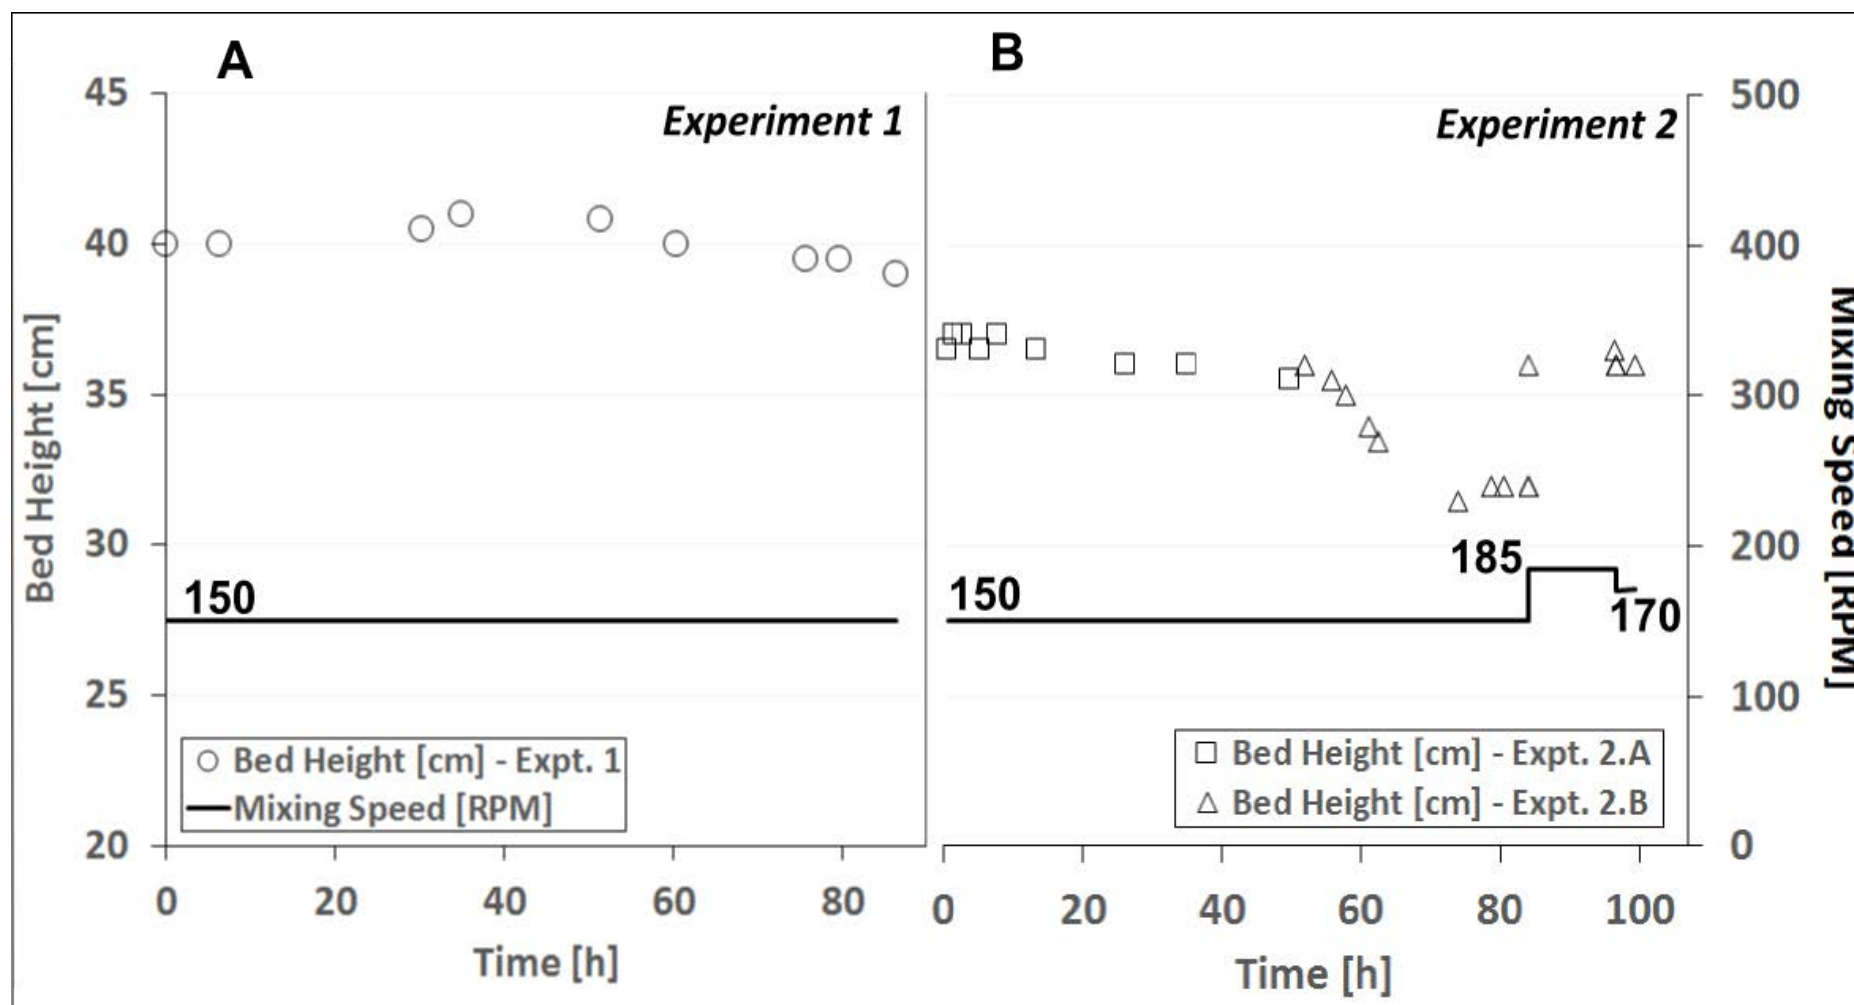 A
B
Experiment 1
Experiment 2
45
40
35
30
25
20
Bed Height [cm]
150
Bed Height [cm] - Expt. 1
Mixing Speed [RPM]
0 20 40 60 80
Time [h]
500
400
300
200
100
0
Mixing Speed [RPM]
150
185
170
Bed Height [cm] - Expt. 2.A
Bed Height [cm] - Expt. 2.B
0 20 40 60 80 100
Time [h]